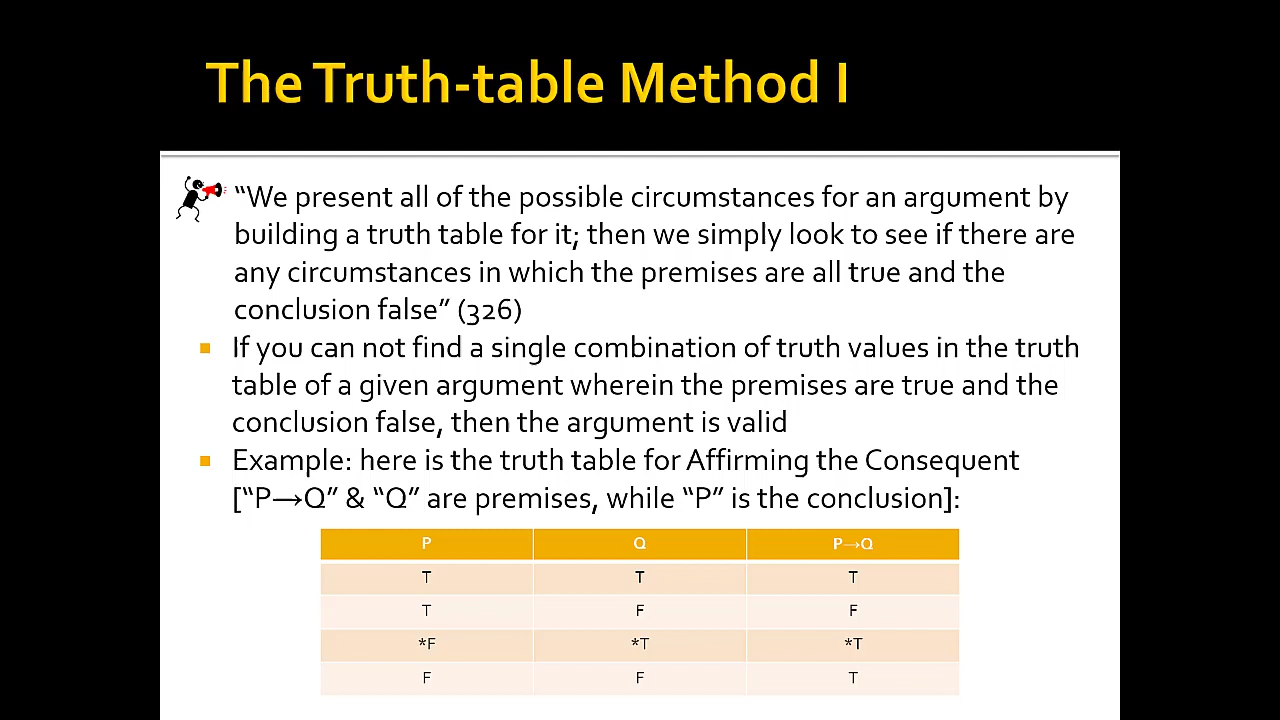 The Truth-table Method I
“We present all of the possible circumstances for an argument by
building a truth table for it; then we simply look to see if there are
any circumstances in which the premises are all true and the
conclusion false” (326)
If you can not find a single combination of truth values in the truth
table of a given argument wherein the premises are true and the
conclusion false, then the argument is valid
Example: here is the truth table for Affirming the Consequent
[“P→Q” & “Q” are premises, while “P” is the conclusion]:
P Q P→Q
T T T
T F F
*F *T *T
F F T